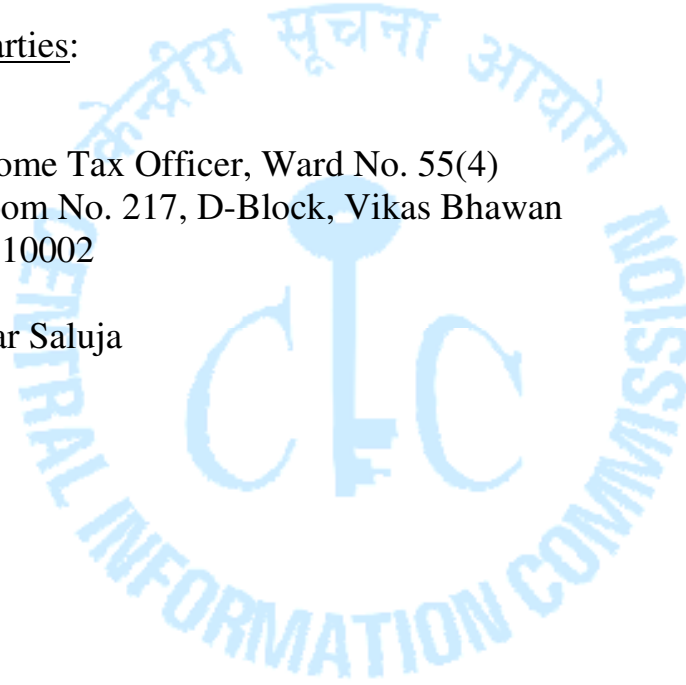 arties:
केन्द्रीय सूचना आयोग
ome Tax Officer, Ward No. 55(4)
oom No. 217, D-Block, Vikas Bhawan
10002
ar Saluja
CIC
CENTRAL INFORMATION COMMISSION